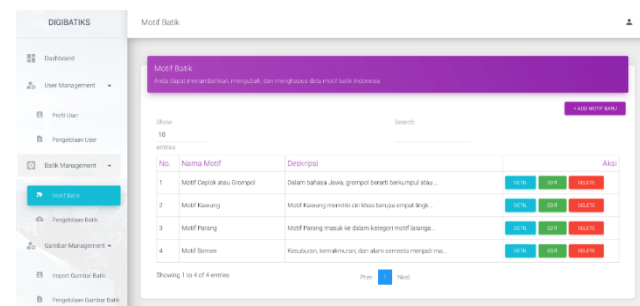 DIGIBATIKS
Motif Batik
Dashboard
User Management
Profil User
Pengelolaan User
Batik Management
Motif Batik
Pengelolaan Batik
Gambar Management
Import Gambar Batik
Pengelolaan Gambar Batik
Motif Batik
Anda dapat menambahkan, mengubah, dan menghapus data motif batik Indonesia
+ ADD MOTIF BARU
Show
10
entries
Search:
No. Nama Motif Deskripsi Aksi
1 Motif Ceplok atau Grompol Dalam bahasa Jawa, grompol berarti berkumpul atau... DETIL EDIT DELETE
2 Motif Kawung Motif Kawung memiliki ciri khas berupa empat lingk... DETIL EDIT DELETE
3 Motif Parang Motif Parang masuk ke dalam kategori motif laranga... DETIL EDIT DELETE
4 Motif Semen Kesuburan, kemakmuran, dan alam semesta menjadi ma... DETIL EDIT DELETE
Showing 1 to 4 of 4 entries
Prev 1 Next